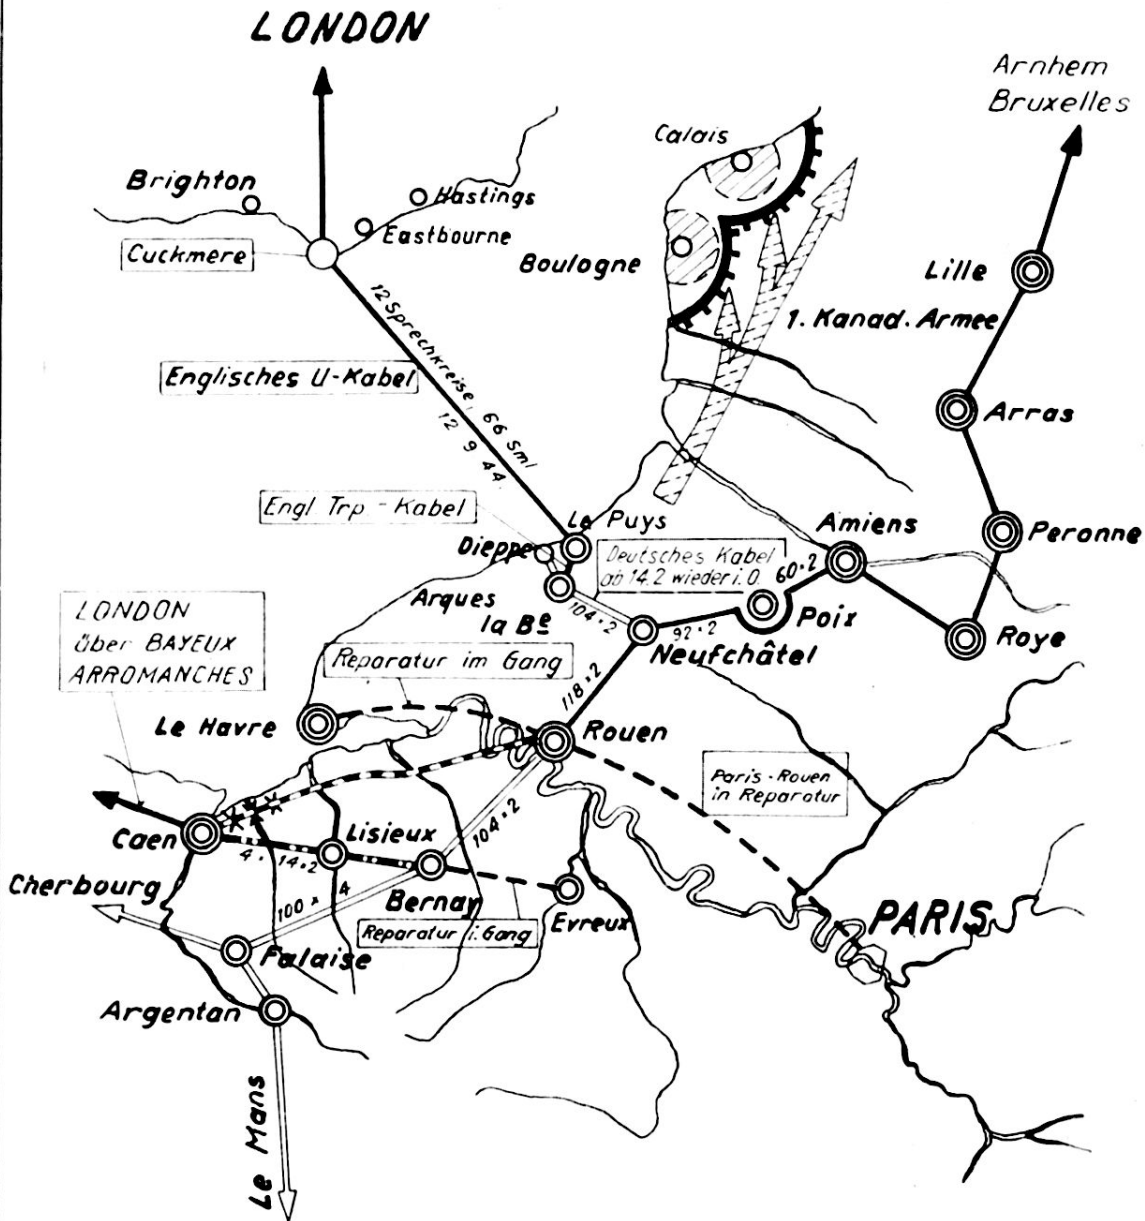 LONDON
Arnhem
Bruxelles
Calais
Brighton
Hastings
Eastbourne
Cuckmere
Boulogne
Lille
12 Sprechkreise, 66 Sml
12 9 44.
1. Kanad. Armee
Englisches U-Kabel
Arras
Engl Trp. - Kabel
Le Puys
Amiens
Peronne
Dieppe
Deutsches Kabel
ab 14.2 wieder i. O.
60·2
Arques
la Bᵉ
104·2
92·2
Poix
Roye
Neufchâtel
LONDON
über BAYEUX
ARROMANCHES
Reparatur im Gang
118·2
Le Havre
Rouen
Paris - Rouen
in Reparatur
Caen
Lisieux
104·2
4· 14·2
Cherbourg
100 × 4
Bernay
Evreux
Reparatur i. Gang
PARIS
Falaise
Argentan
Le Mans